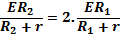 ER₂/(R₂ + r) = 2.ER₁/(R₁ + r)